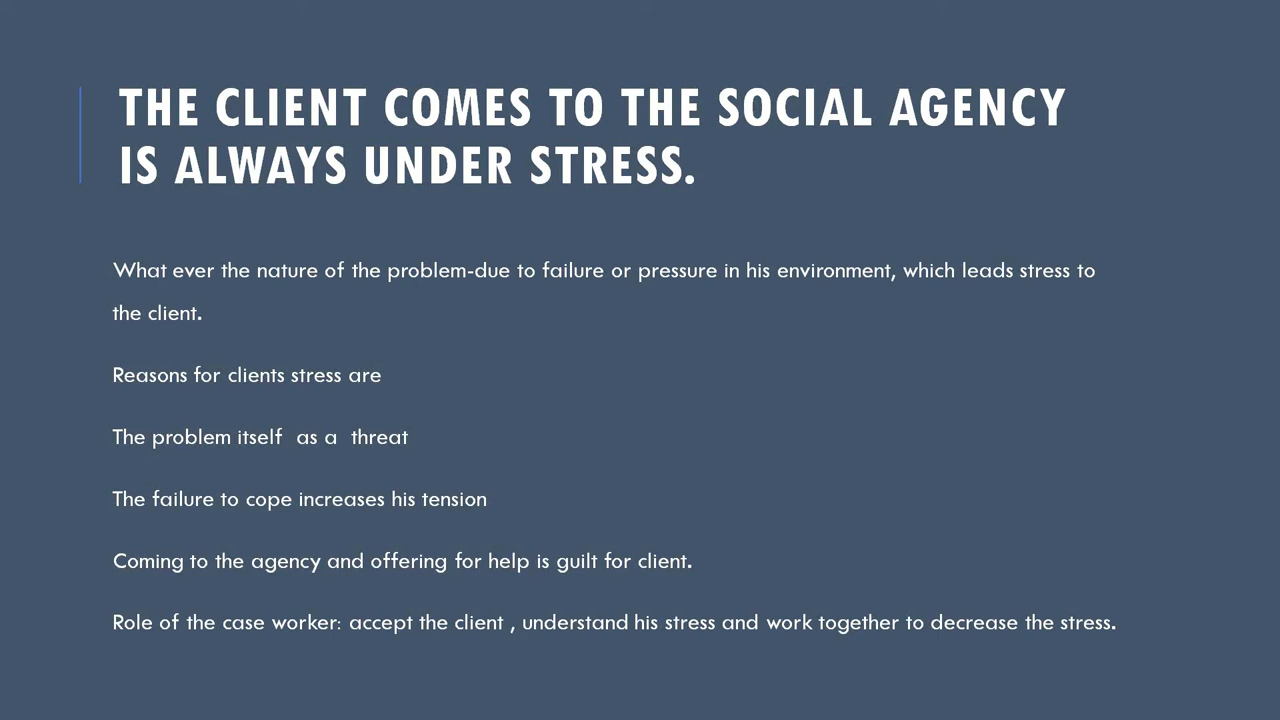 THE CLIENT COMES TO THE SOCIAL AGENCY
IS ALWAYS UNDER STRESS.
What ever the nature of the problem-due to failure or pressure in his environment, which leads stress to
the client.
Reasons for clients stress are
The problem itself as a threat
The failure to cope increases his tension
Coming to the agency and offering for help is guilt for client.
Role of the case worker: accept the client , understand his stress and work together to decrease the stress.